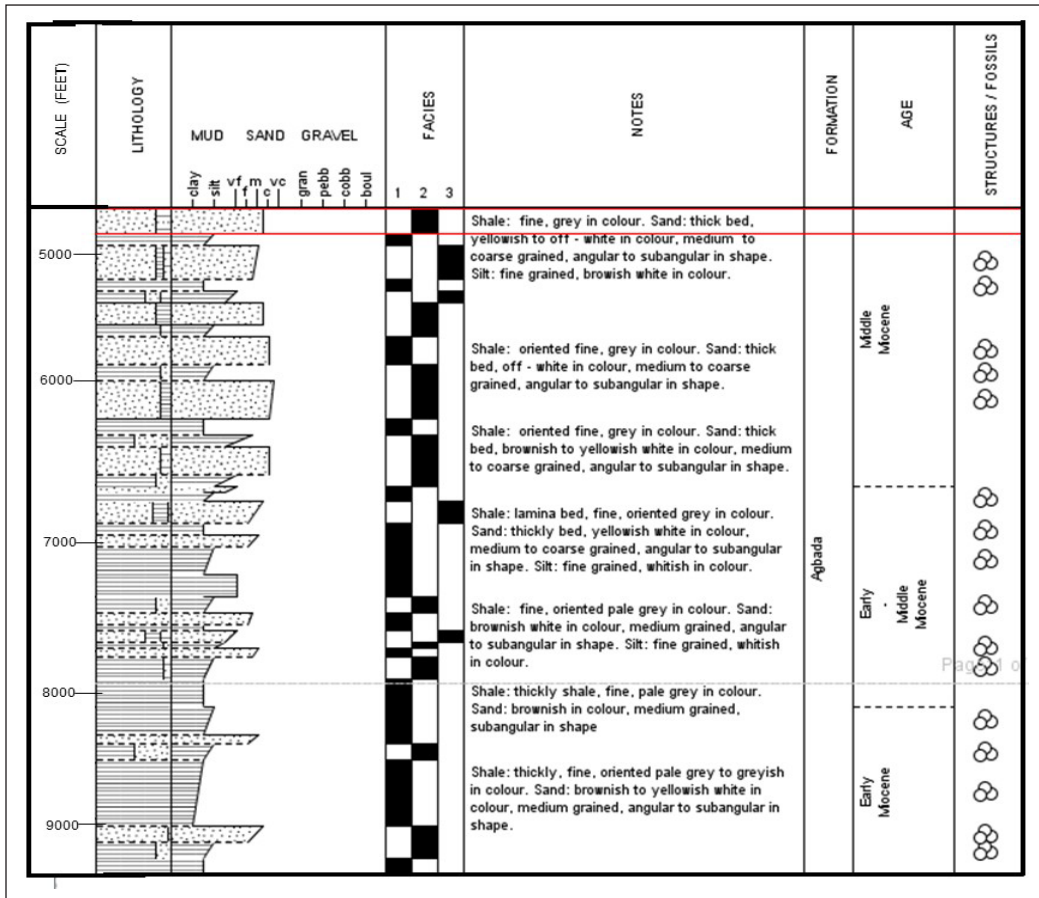 SCALE (FEET)
LITHOLOGY
MUD SAND GRAVEL
clay
silt
vf
f
m
c
vc
gran
pebb
cobb
boul
FACIES
1 2 3
NOTES
FORMATION
AGE
STRUCTURES / FOSSILS
5000
6000
7000
8000
9000
Shale: fine, grey in colour. Sand: thick bed,
yellowish to off - white in colour, medium to
coarse grained, angular to subangular in shape.
Silt: fine grained, browish white in colour.
Shale: oriented fine, grey in colour. Sand: thick
bed, off - white in colour, medium to coarse
grained, angular to subangular in shape.
Shale: oriented fine, grey in colour. Sand: thick
bed, brownish to yellowish white in colour, medium
to coarse grained, angular to subangular in shape.
Shale: lamina bed, fine, oriented grey in colour.
Sand: thickly bed, yellowish white in colour,
medium to coarse grained, angular to subangular
in shape. Silt: fine grained, whitish in colour.
Shale: fine, oriented pale grey in colour. Sand:
brownish white in colour, medium grained, angular
to subangular in shape. Silt: fine grained, whitish
in colour.
Shale: thickly shale, fine, pale grey in colour.
Sand: brownish in colour, medium grained,
subangular in shape
Shale: thickly, fine, oriented pale grey to greyish
in colour. Sand: brownish to yellowish white in
colour, medium grained, angular to subangular in
shape.
Agbada
Middle
Miocene
Early
-
Middle
Miocene
Early
Miocene
1 o